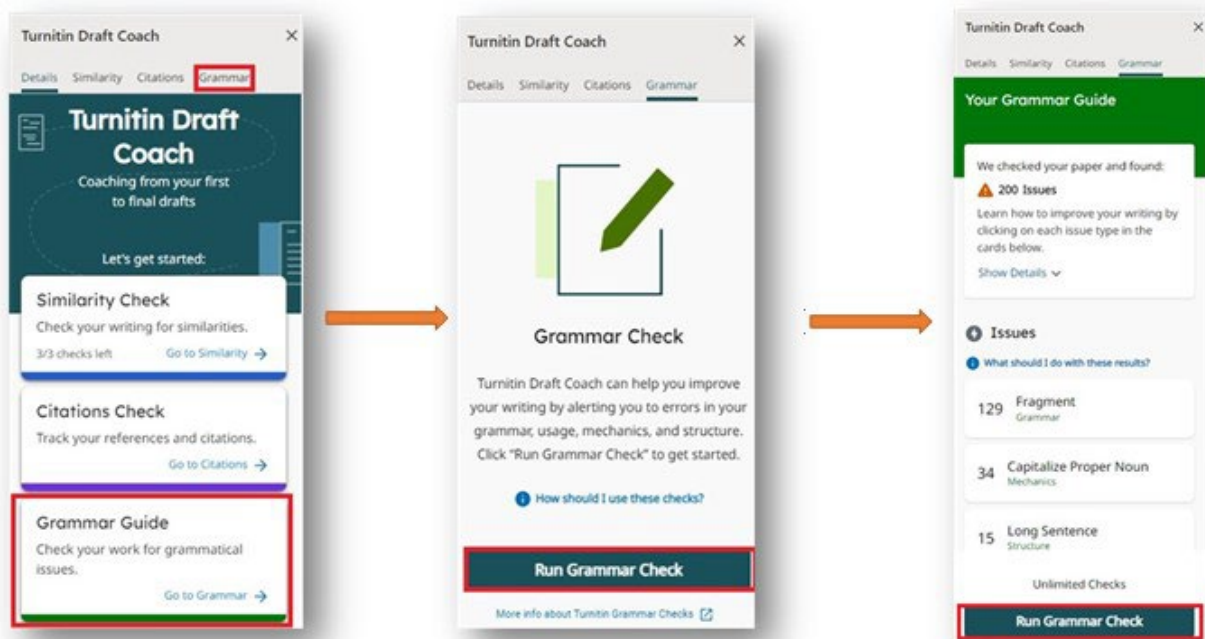 Turnitin Draft Coach
Details Similarity Citations Grammar
Turnitin Draft
Coach
Coaching from your first
to final drafts
Let's get started:
Similarity Check
Check your writing for similarities.
3/3 checks left Go to Similarity →
Citations Check
Track your references and citations.
Go to Citations →
Grammar Guide
Check your work for grammatical
issues.
Go to Grammar →
Turnitin Draft Coach
Details Similarity Citations Grammar
Grammar Check
Turnitin Draft Coach can help you improve
your writing by alerting you to errors in your
grammar, usage, mechanics, and structure.
Click "Run Grammar Check" to get started.
How should I use these checks?
Run Grammar Check
More info about Turnitin Grammar Checks
Turnitin Draft Coach
Details Similarity Citations Grammar
Your Grammar Guide
We checked your paper and found:
200 Issues
Learn how to improve your writing by
clicking on each issue type in the
cards below.
Show Details
Issues
What should I do with these results?
129 Fragment
Grammar
34 Capitalize Proper Noun
Mechanics
15 Long Sentence
Structure
Unlimited Checks
Run Grammar Check